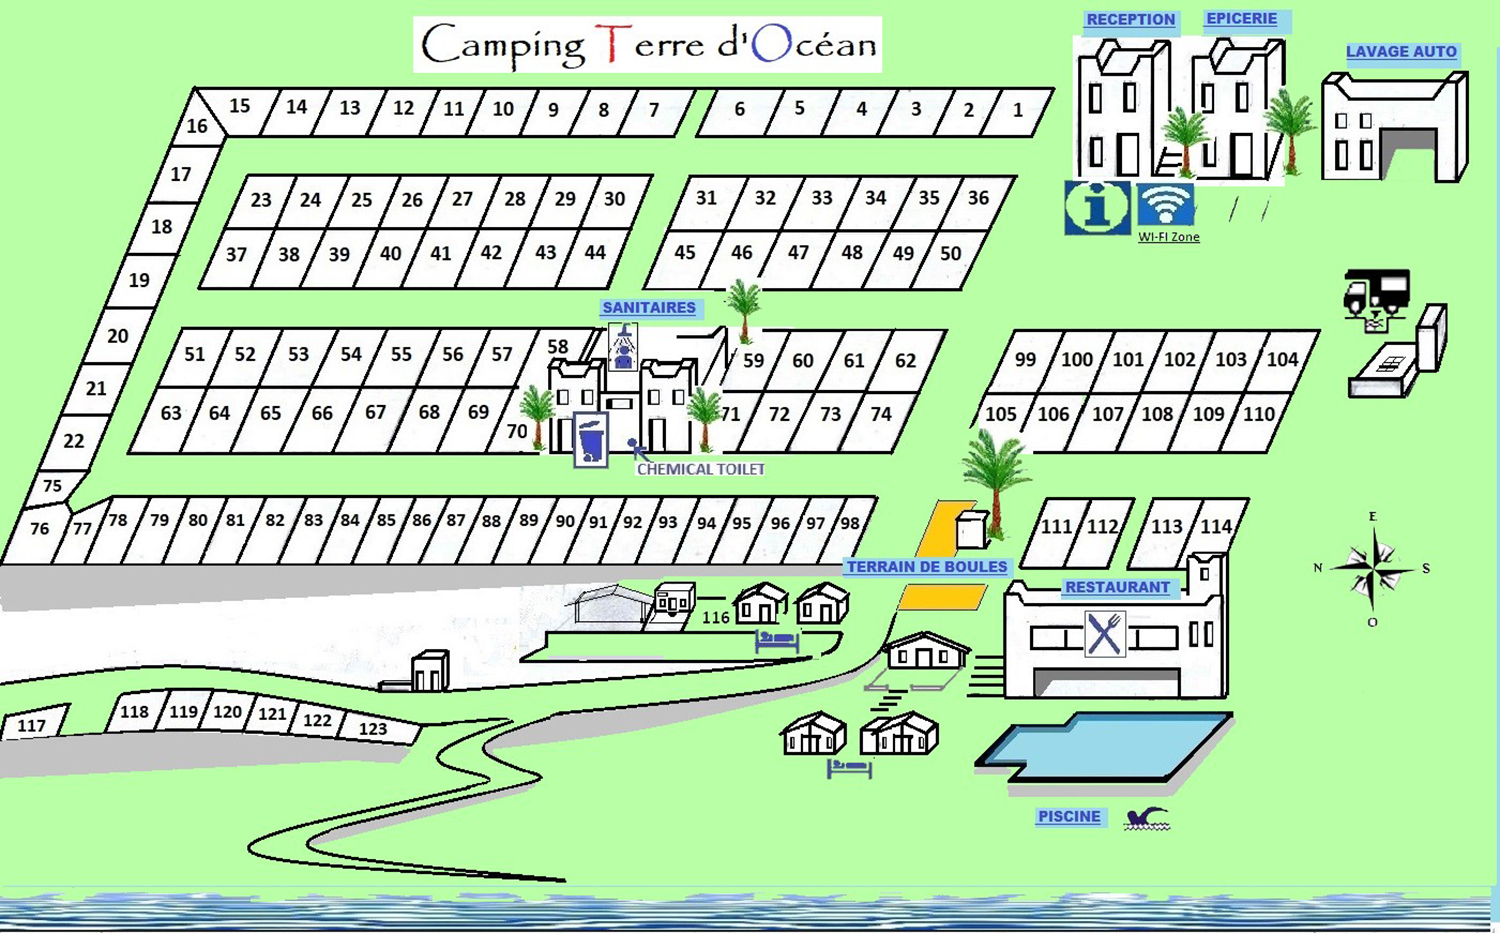 Camping Terre d'Océan
RECEPTION
EPICERIE
LAVAGE AUTO
WI-FI Zone
15 14 13 12 11 10 9 8 7 6 5 4 3 2 1
16
17
18
19
20
21
22
23 24 25 26 27 28 29 30 31 32 33 34 35 36
37 38 39 40 41 42 43 44 45 46 47 48 49 50
SANITAIRES
51 52 53 54 55 56 57 58 59 60 61 62
99 100 101 102 103 104
63 64 65 66 67 68 69 70 71 72 73 74
105 106 107 108 109 110
CHEMICAL TOILET
75
76 77 78 79 80 81 82 83 84 85 86 87 88 89 90 91 92 93 94 95 96 97 98
111 112 113 114
E
N S
O
TERRAIN DE BOULES
RESTAURANT
116
117 118 119 120 121 122 123
PISCINE